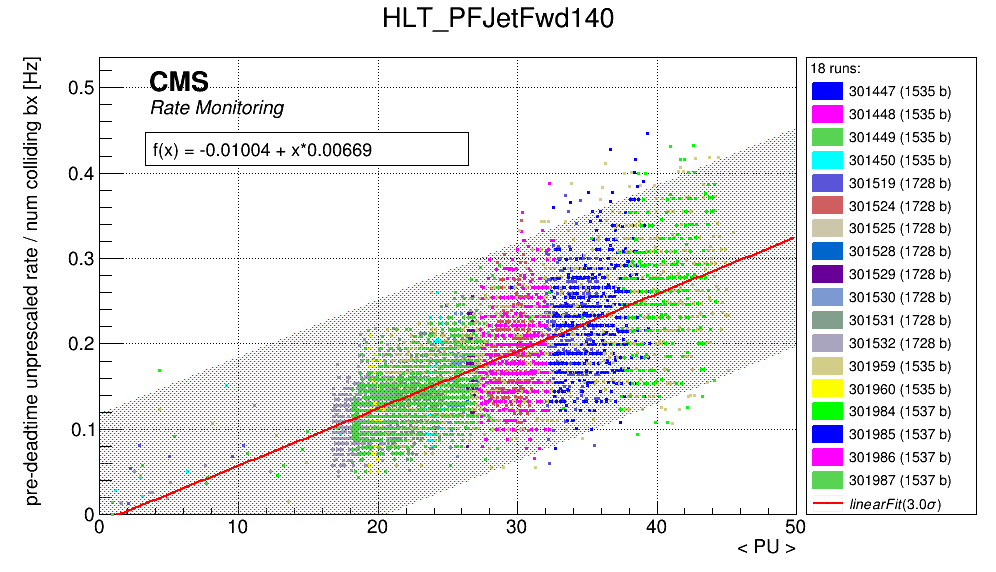 HLT_PFJetFwd140
pre-deadtime unprescaled rate / num colliding bx [Hz]
CMS
Rate Monitoring
f(x) = -0.01004 + x*0.00669
0.5
0.4
0.3
0.2
0.1
0
0 10 20 30 40 50
< PU >
18 runs:
301447 (1535 b)
301448 (1535 b)
301449 (1535 b)
301450 (1535 b)
301519 (1728 b)
301524 (1728 b)
301525 (1728 b)
301528 (1728 b)
301529 (1728 b)
301530 (1728 b)
301531 (1728 b)
301532 (1728 b)
301959 (1535 b)
301960 (1535 b)
301984 (1537 b)
301985 (1537 b)
301986 (1537 b)
301987 (1537 b)
linearFit(3.0σ)